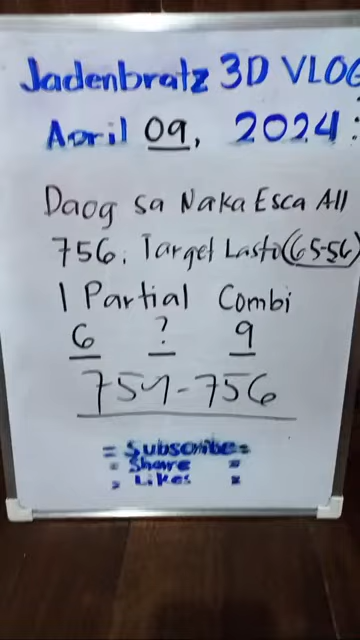 Jadenbratz 3D VLOG
April 09, 2024:
Daog sa Naka Esca All
756. Target Lasto (65-56)
1 Partial Combi
6 ? 9
754-756
= Subscribe =
= Share =
= Likes =